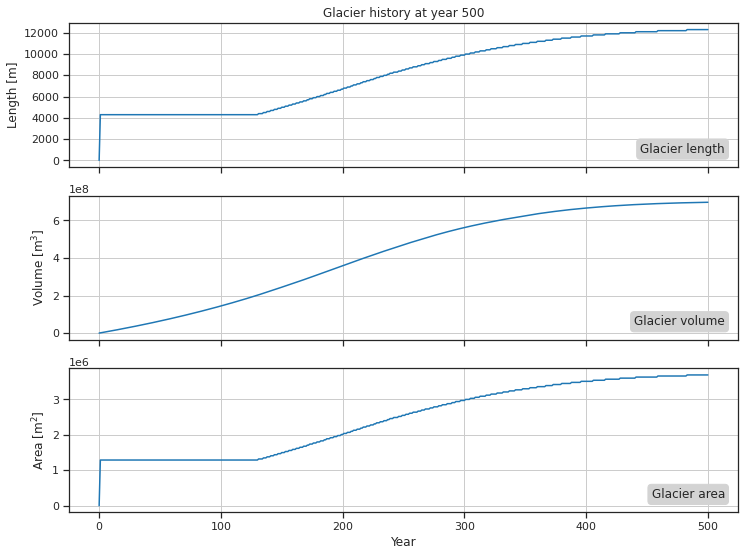 Glacier history at year 500
Length [m]
12000
10000
8000
6000
4000
2000
0
Glacier length
1e8
Volume [m³]
6
4
2
0
Glacier volume
1e6
Area [m²]
3
2
1
0
Glacier area
0 100 200 300 400 500
Year